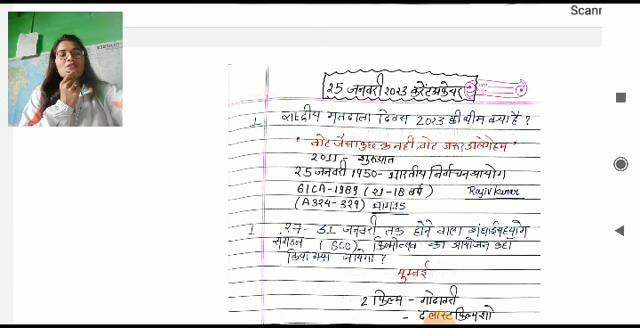 Scann
25 जनवरी 2023 करेंटअफेयर
1. राष्ट्रीय मतदाता दिवस 2023 की थीम क्या है ?
" वोट जैसा कुछ नही, वोट जरूर डालेंगे हम "
2011 - शुरुआत
25 जनवरी 1950 - भारतीय निर्वाचन आयोग
61CA - 1989 ( 21 - 18 वर्ष ) Rajiv kumar
(A324-329) भाग 15
27 - 31 जनवरी तक होने वाला शंघाई सहयोग
संगठन ( SCO ) फिल्मोत्सव का आयोजन कहाँ
किया गया जायेगा ?
मुम्बई
2 फिल्म - गोदावरी
- द लास्ट फिल्म शो